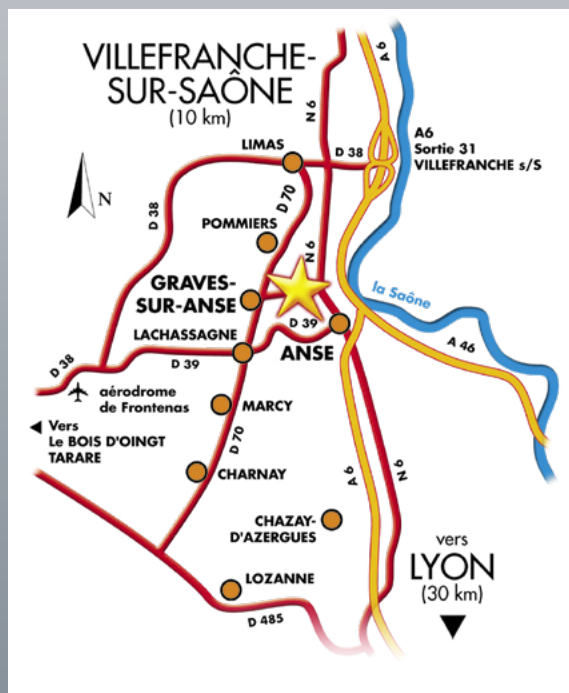 VILLEFRANCHE-
SUR-SAÔNE
(10 km)
A6
N 6
A6
Sortie 31
VILLEFRANCHE s/S
LIMAS
D 38
D 70
N
D 38
POMMIERS
N 6
GRAVES-
SUR-ANSE
la Saône
LACHASSAGNE
D 39
ANSE
A 46
D 38
D 39
aérodrome
de Frontenas
MARCY
Vers
Le BOIS D'OINGT
TARARE
D 70
CHARNAY
A 6
N 6
CHAZAY-
D'AZERGUES
vers
LYON
(30 km)
LOZANNE
D 485